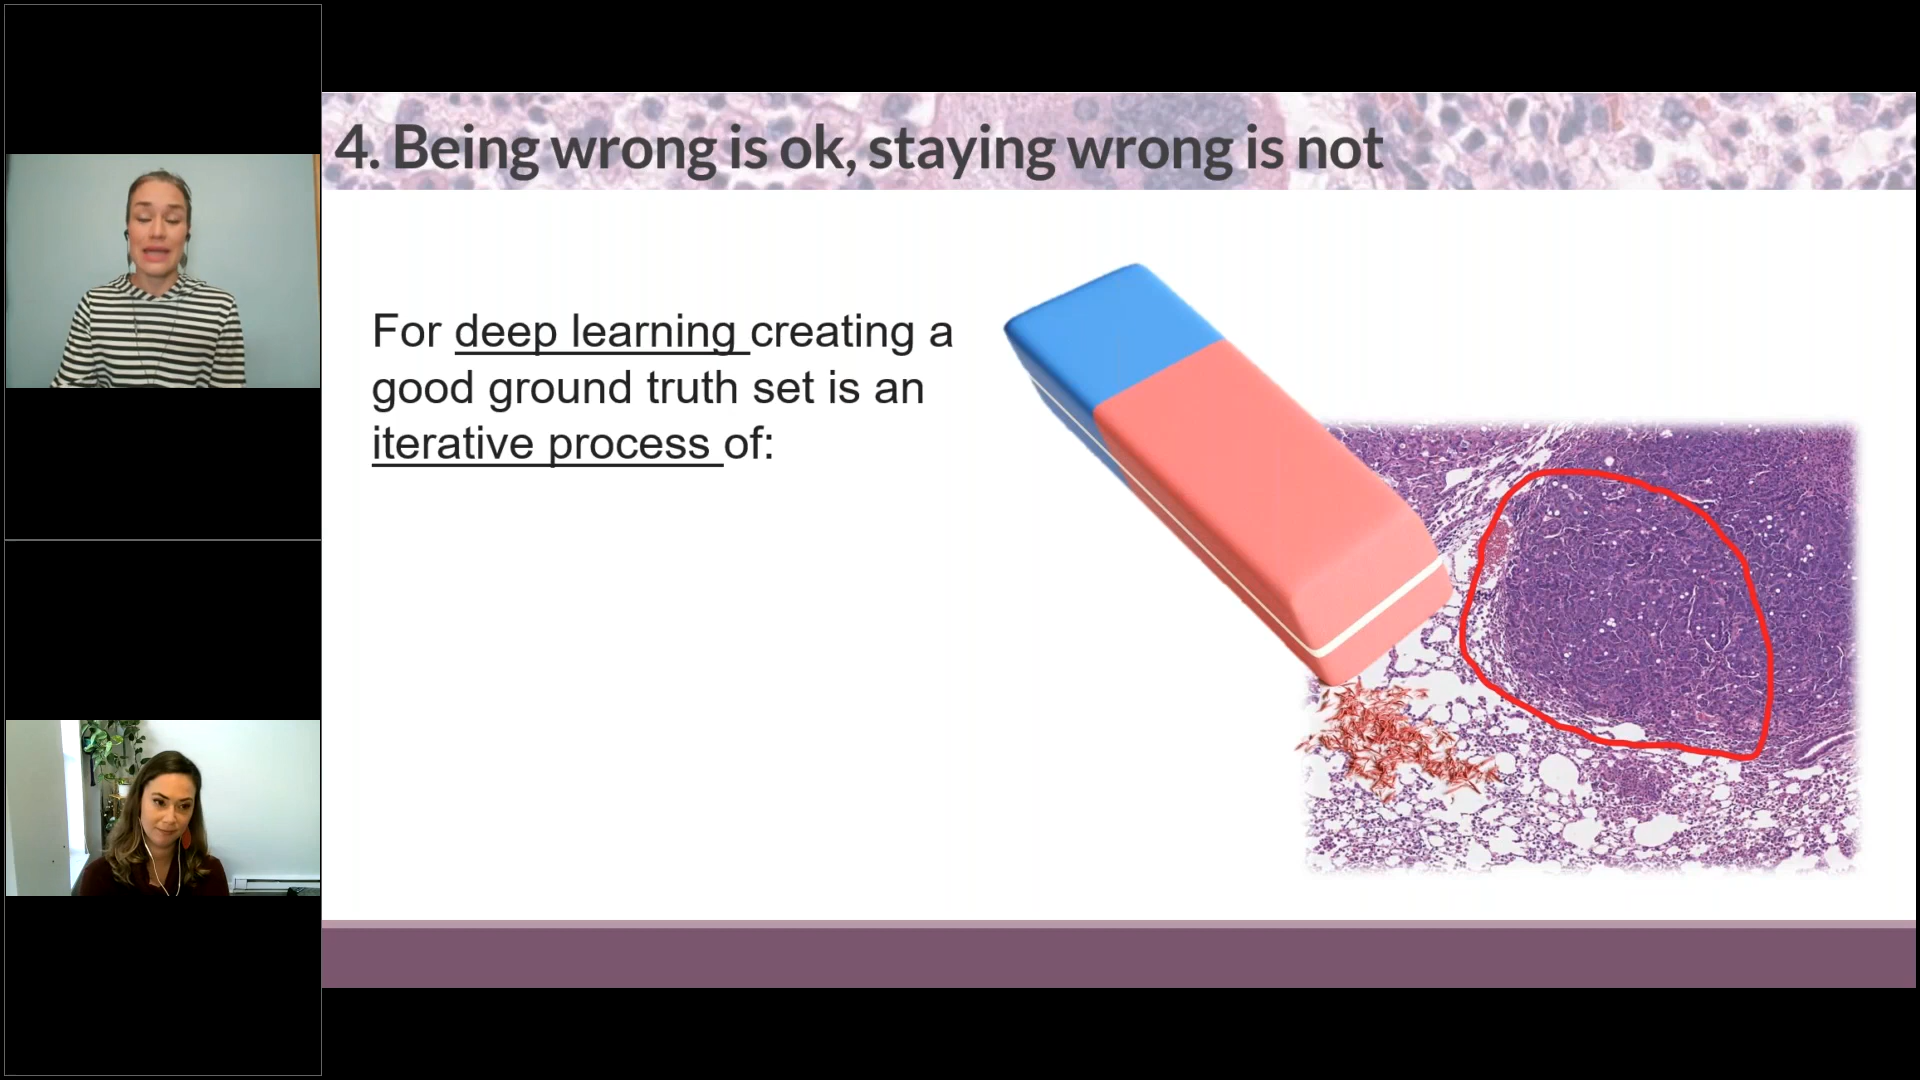 4. Being wrong is ok, staying wrong is not
For deep learning creating a
good ground truth set is an
iterative process of: